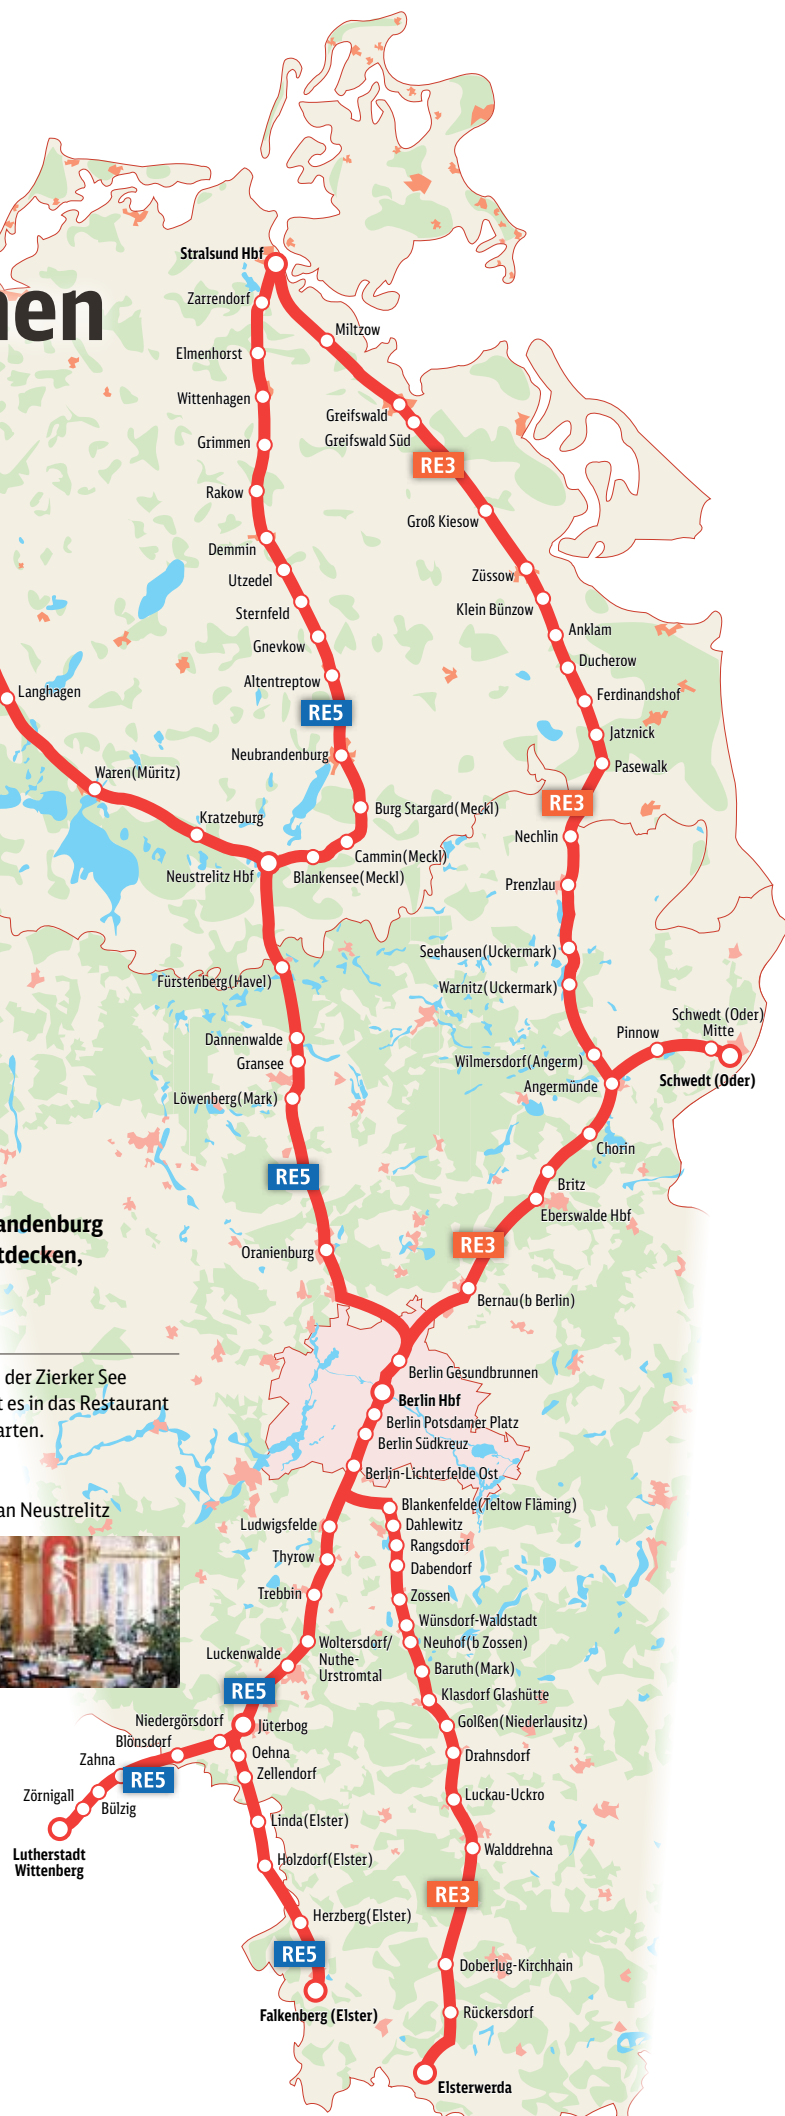 Stralsund Hbf
nen
Zarrendorf
Miltzow
Elmenhorst
Wittenhagen
Greifswald
Greifswald Süd
Grimmen
RE3
Rakow
Groß Kiesow
Demmin
Utzedel
Züssow
Sternfeld
Klein Bünzow
Gnevkow
Anklam
Ducherow
Altentreptow
Langhagen
Ferdinandshof
RE5
Jatznick
Neubrandenburg
Pasewalk
Waren(Müritz)
RE3
Kratzeburg
Burg Stargard(Meckl)
Nechlin
Cammin(Meckl)
Neustrelitz Hbf
Blankensee(Meckl)
Prenzlau
Seehausen(Uckermark)
Fürstenberg(Havel)
Warnitz(Uckermark)
Schwedt (Oder)
Mitte
Pinnow
Dannenwalde
Gransee
Wilmersdorf(Angerm)
Schwedt (Oder)
Angermünde
Löwenberg(Mark)
Chorin
RE5
Britz
Eberswalde Hbf
andenburg
tdecken,
RE3
Oranienburg
Bernau(b Berlin)
der Zierker See
t es in das Restaurant
arten.
Berlin Gesundbrunnen
Berlin Hbf
Berlin Potsdamer Platz
Berlin Südkreuz
Berlin-Lichterfelde Ost
an Neustrelitz
Blankenfelde(Teltow Fläming)
Ludwigsfelde
Dahlewitz
Rangsdorf
Thyrow
Dabendorf
Trebbin
Zossen
Wünsdorf-Waldstadt
Woltersdorf/
Nuthe-
Urstromtal
Neuhof(b Zossen)
Luckenwalde
Baruth(Mark)
RE5
Klasdorf Glashütte
Niedergörsdorf
Jüterbog
Golßen(Niederlausitz)
Blönsdorf
Oehna
Drahnsdorf
Zahna
RE5
Zellendorf
Zörnigall
Bülzig
Luckau-Uckro
Linda(Elster)
Lutherstadt
Wittenberg
Walddrehna
Holzdorf(Elster)
RE3
Herzberg(Elster)
RE5
Doberlug-Kirchhain
Falkenberg (Elster)
Rückersdorf
Elsterwerda